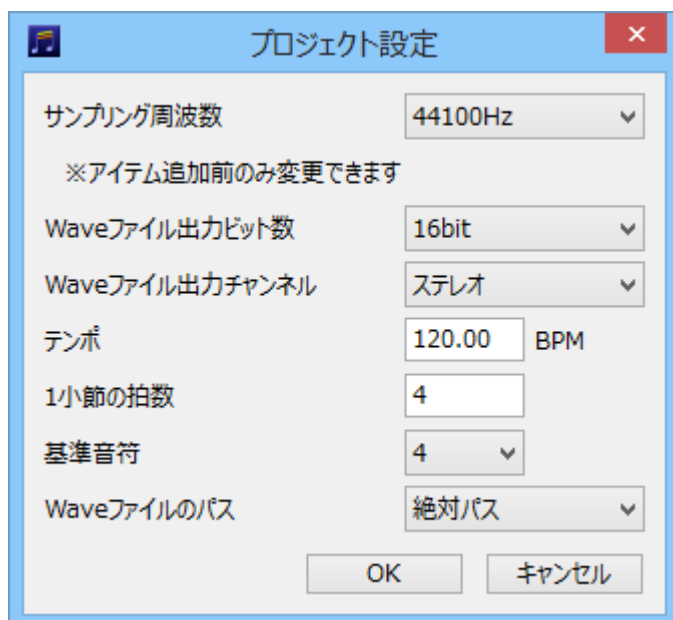 プロジェクト設定
サンプリング周波数 44100Hz
※アイテム追加前のみ変更できます
Waveファイル出力ビット数 16bit
Waveファイル出力チャンネル ステレオ
テンポ 120.00 BPM
1小節の拍数 4
基準音符 4
Waveファイルのパス 絶対パス
OK キャンセル